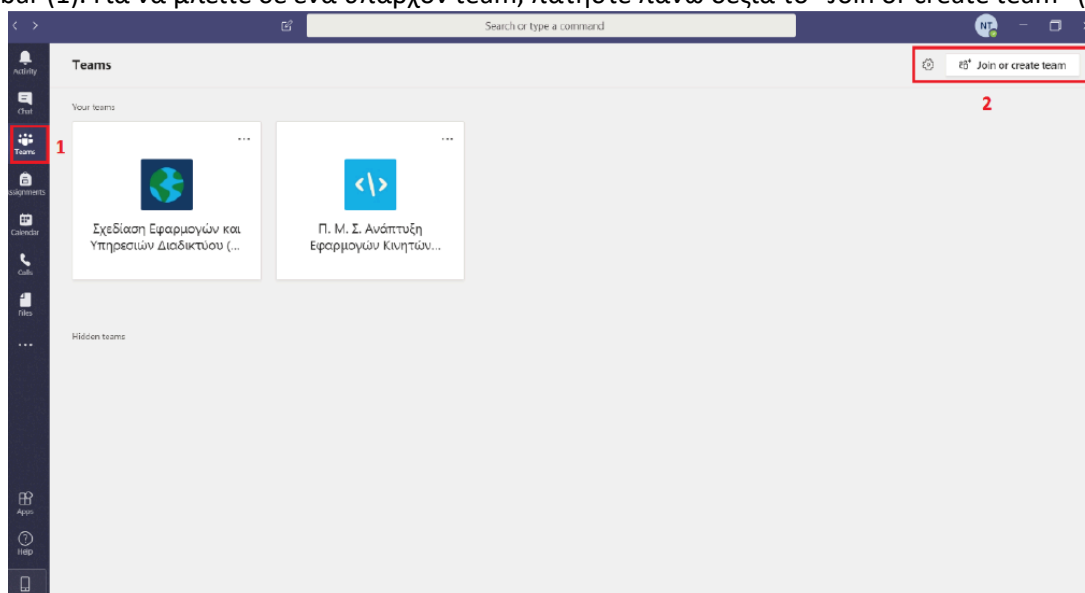 bar (1). Για να μπείτε σε ένα υπάρχον team, πατήστε πάνω δεξιά το "Join or create team" (
Search or type a command
NT
Activity
Teams
Join or create team
Chat
Your teams
2
Teams
1
...
...
Assignments
Calendar
Σχεδίαση Εφαρμογών και
Υπηρεσιών Διαδικτύου (...
Π. Μ. Σ. Ανάπτυξη
Εφαρμογών Κινητών...
Calls
Files
Hidden teams
...
Apps
Help